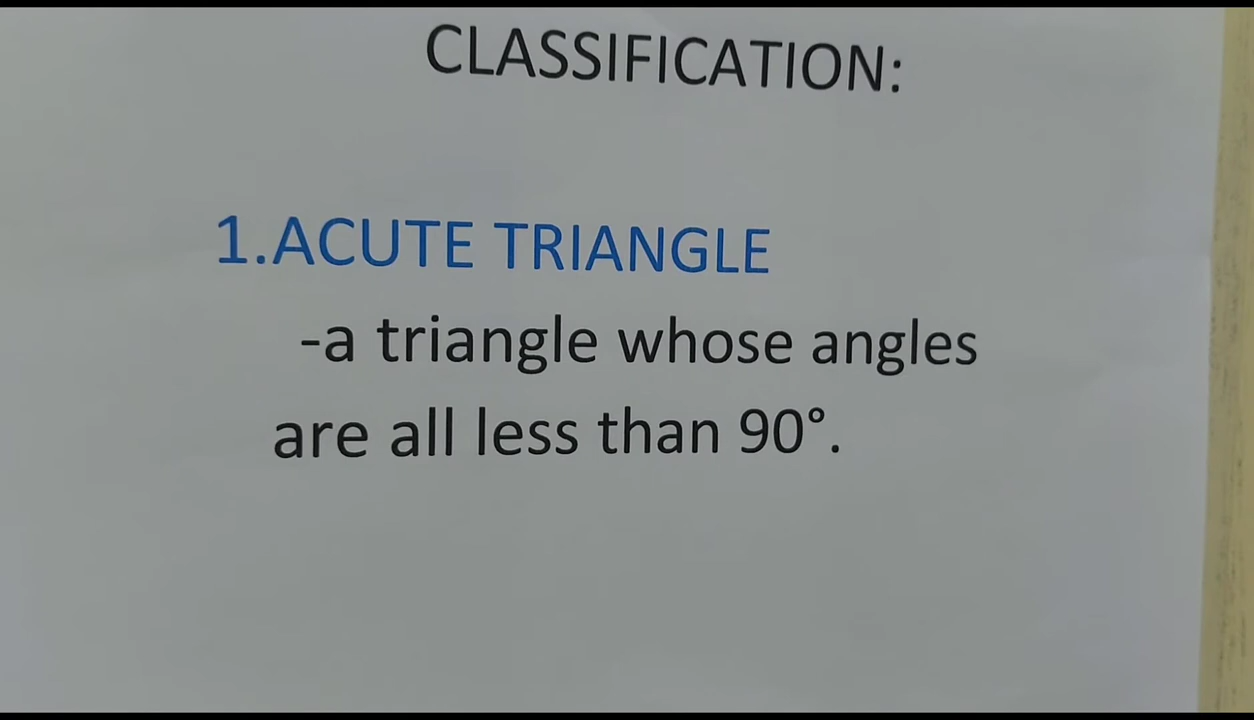 CLASSIFICATION:
1.ACUTE TRIANGLE
-a triangle whose angles
are all less than 90°.